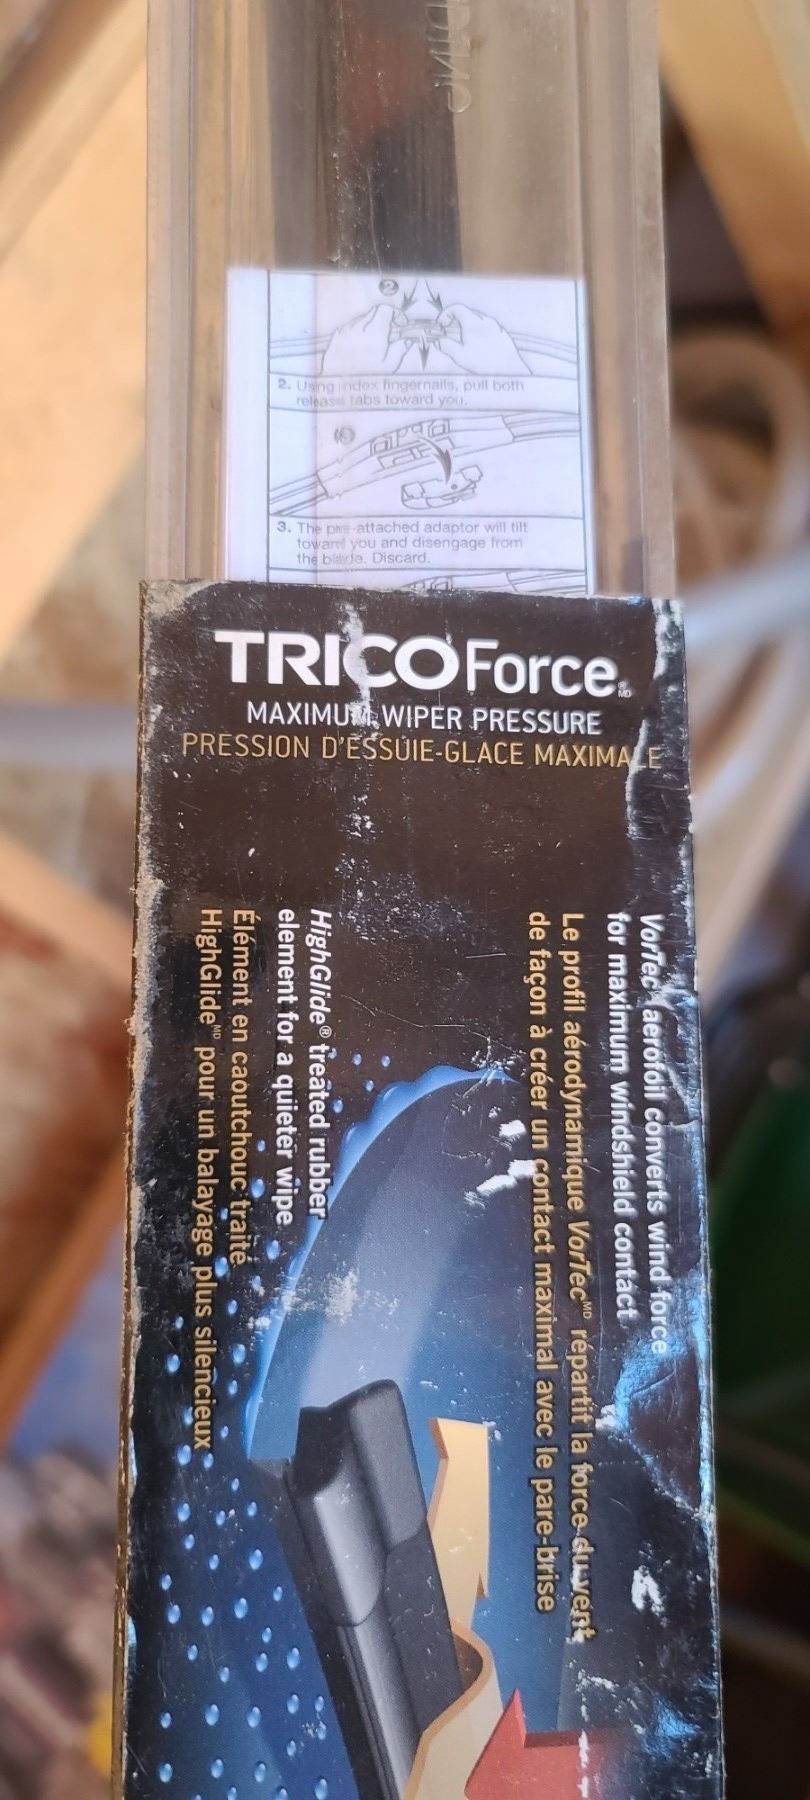 2
2. Using index fingernails, pull both
release tabs toward you.
3. The pre-attached adaptor will tilt
toward you and disengage from
the blade. Discard.
TRICO Force®
MD
MAXIMUM WIPER PRESSURE
PRESSION D'ESSUIE-GLACE MAXIMALE
VorTec® aerofoil converts wind force
for maximum windshield contact
Le profil aérodynamique VorTecMD répartit la force du vent
de façon à créer un contact maximal avec le pare-brise
HighGlide® treated rubber
element for a quieter wipe
Élément en caoutchouc traité
HighGlideMD pour un balayage plus silencieux